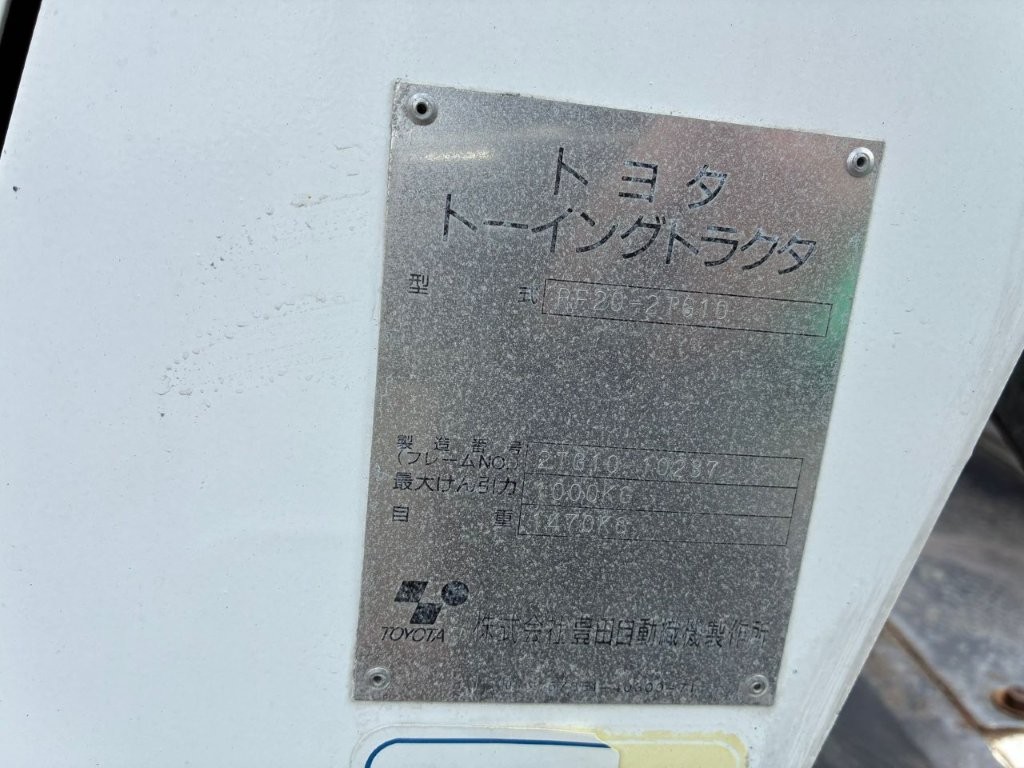 トヨタ
トーイングトラクタ
型 式
製造番号 2TG10-10287
(フレームNO.)
最大けん引力 1000KG
自 重 1470KG
TOYOTA 株式会社豊田自動織機製作所